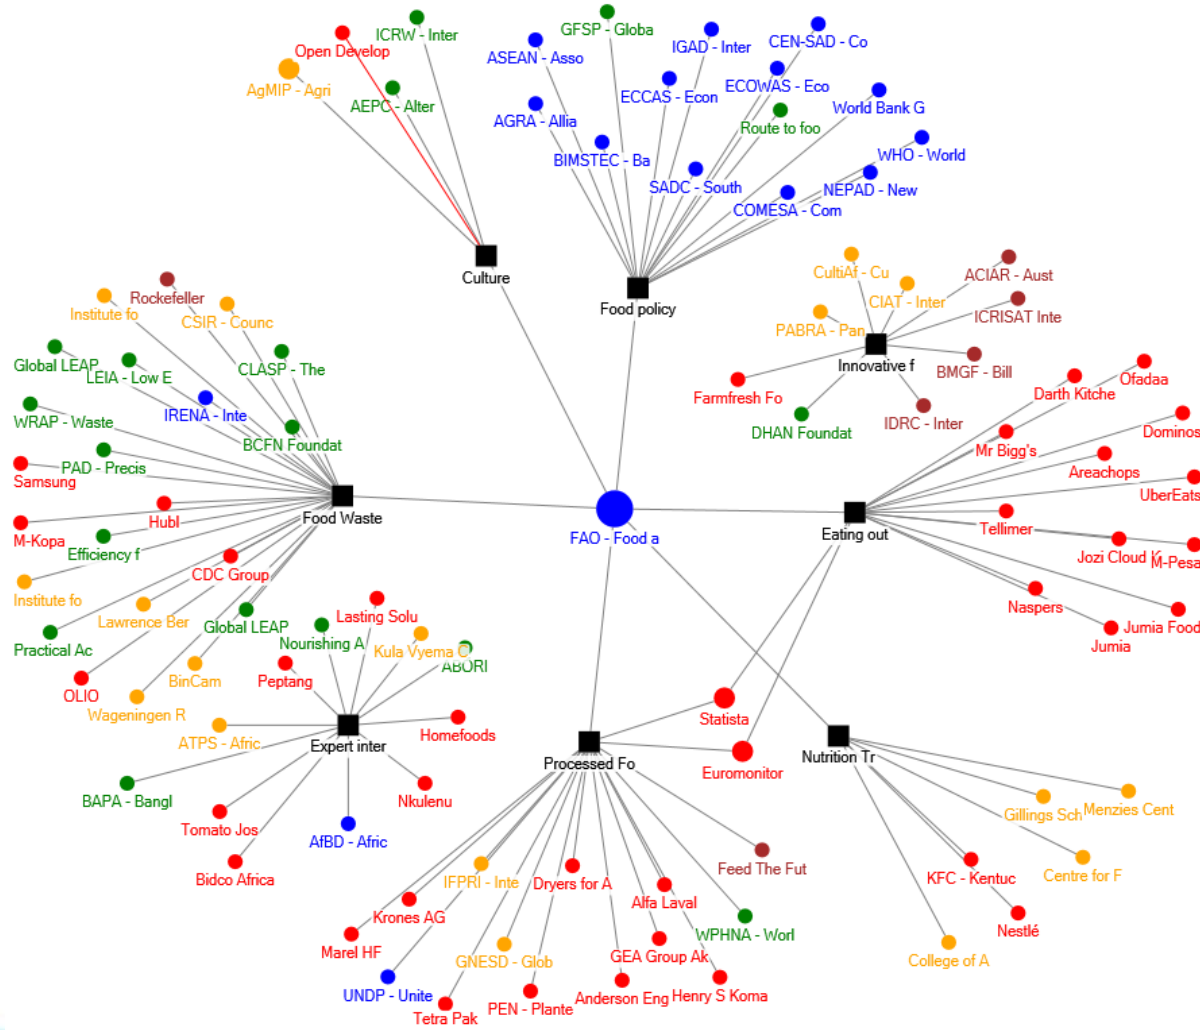 ICRW - Inter
Open Develop
AgMIP - Agri
AEPC - Alter
Culture
GFSP - Globa
ASEAN - Asso
IGAD - Inter
CEN-SAD - Co
ECCAS - Econ
ECOWAS - Eco
World Bank G
AGRA - Allia
Route to foo
BIMSTEC - Ba
WHO - World
SADC - South
NEPAD - New
COMESA - Com
Food policy
CultiAf - Cu
ACIAR - Aust
CIAT - Inter
ICRISAT Inte
PABRA - Pan
Innovative f
BMGF - Bill
Farmfresh Fo
IDRC - Inter
DHAN Foundat
Rockefeller
Institute fo
CSIR - Counc
Global LEAP
LEIA - Low E
CLASP - The
IRENA - Inte
WRAP - Waste
BCFN Foundat
PAD - Precis
Samsung
Food Waste
Hubl
M-Kopa
Efficiency f
CDC Group
Institute fo
Lawrence Ber
Global LEAP
Practical Ac
BinCam
OLIO
Wageningen R
FAO - Food a
Ofadaa
Darth Kitche
Dominos
Mr Bigg's
Areachops
UberEats
Tellimer
Eating out
Jozi Cloud K
M-Pesa
Naspers
Jumia Food
Jumia
Lasting Solu
Nourishing A
Kula Vyema C
ABORI
Peptang
Homefoods
ATPS - Afric
Expert inter
BAPA - Bangl
Nkulenu
Tomato Jos
AfBD - Afric
Bidco Africa
Statista
Euromonitor
Processed Fo
Nutrition Tr
Gillings Sch
Menzies Cent
Centre for F
KFC - Kentuc
Nestlé
College of A
Feed The Fut
IFPRI - Inte
Dryers for A
Alfa Laval
Krones AG
WPHNA - Worl
Marel HF
GNESD - Glob
GEA Group Ak
UNDP - Unite
PEN - Plante
Anderson Eng
Henry S Koma
Tetra Pak